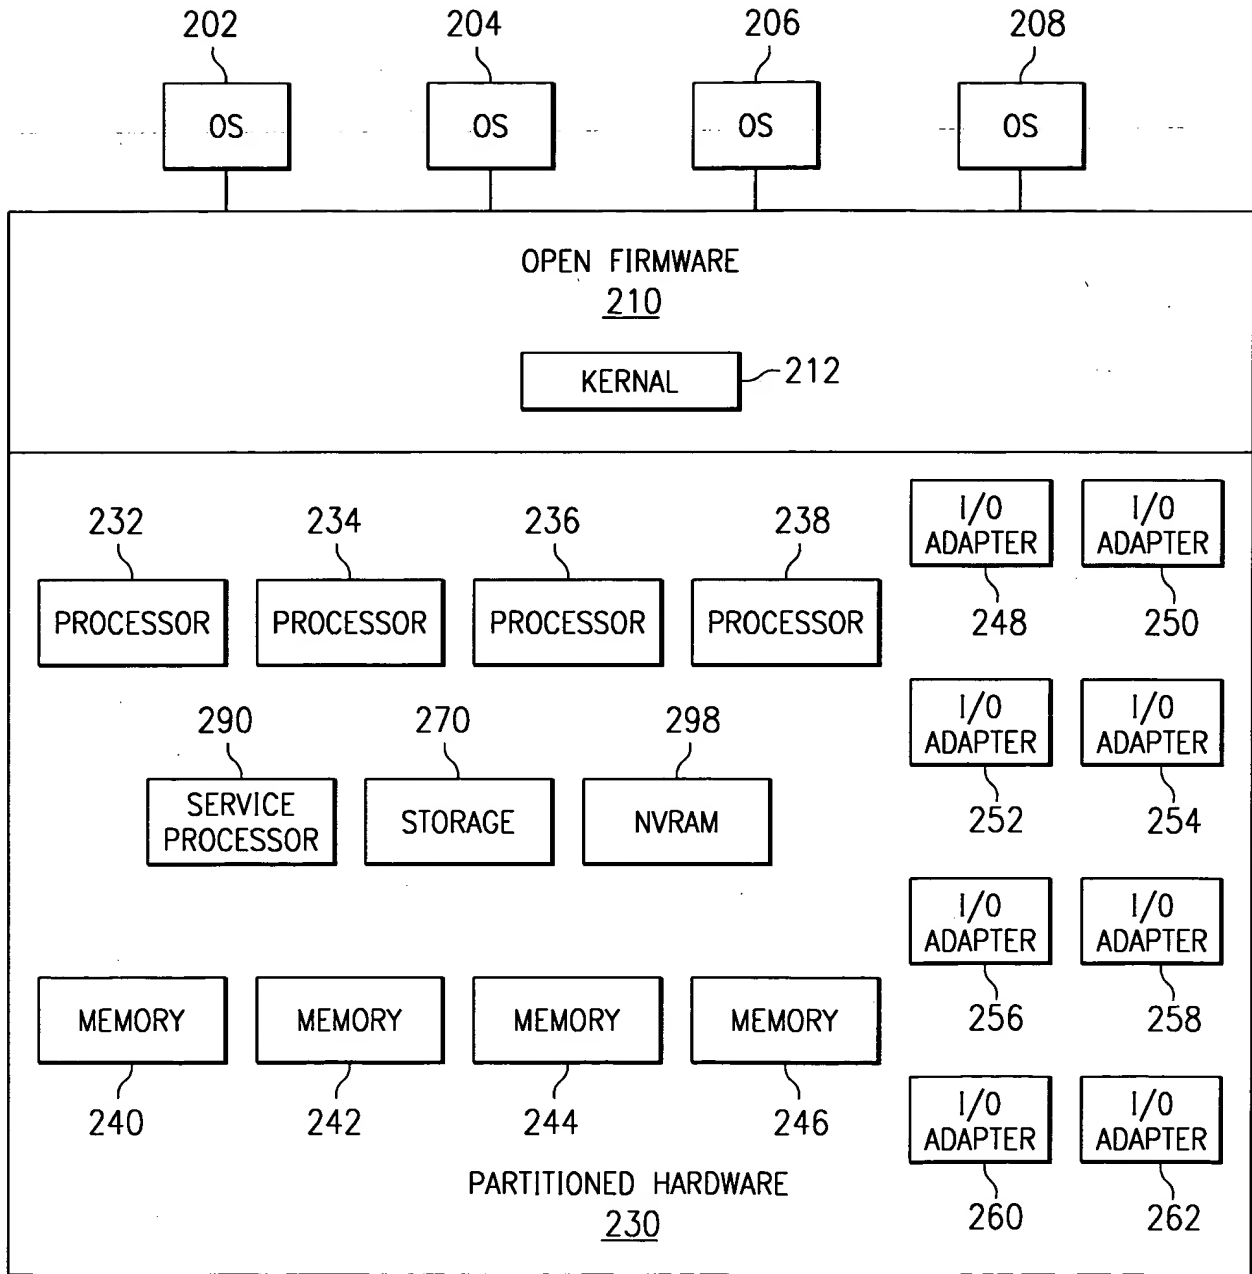 202 204 206 208
OS OS OS OS
OPEN FIRMWARE
210
KERNAL 212
232 234 236 238
PROCESSOR PROCESSOR PROCESSOR PROCESSOR
I/O ADAPTER I/O ADAPTER
248 250
290 270 298
SERVICE PROCESSOR STORAGE NVRAM
I/O ADAPTER I/O ADAPTER
252 254
I/O ADAPTER I/O ADAPTER
256 258
MEMORY MEMORY MEMORY MEMORY
240 242 244 246
I/O ADAPTER I/O ADAPTER
260 262
PARTITIONED HARDWARE
230